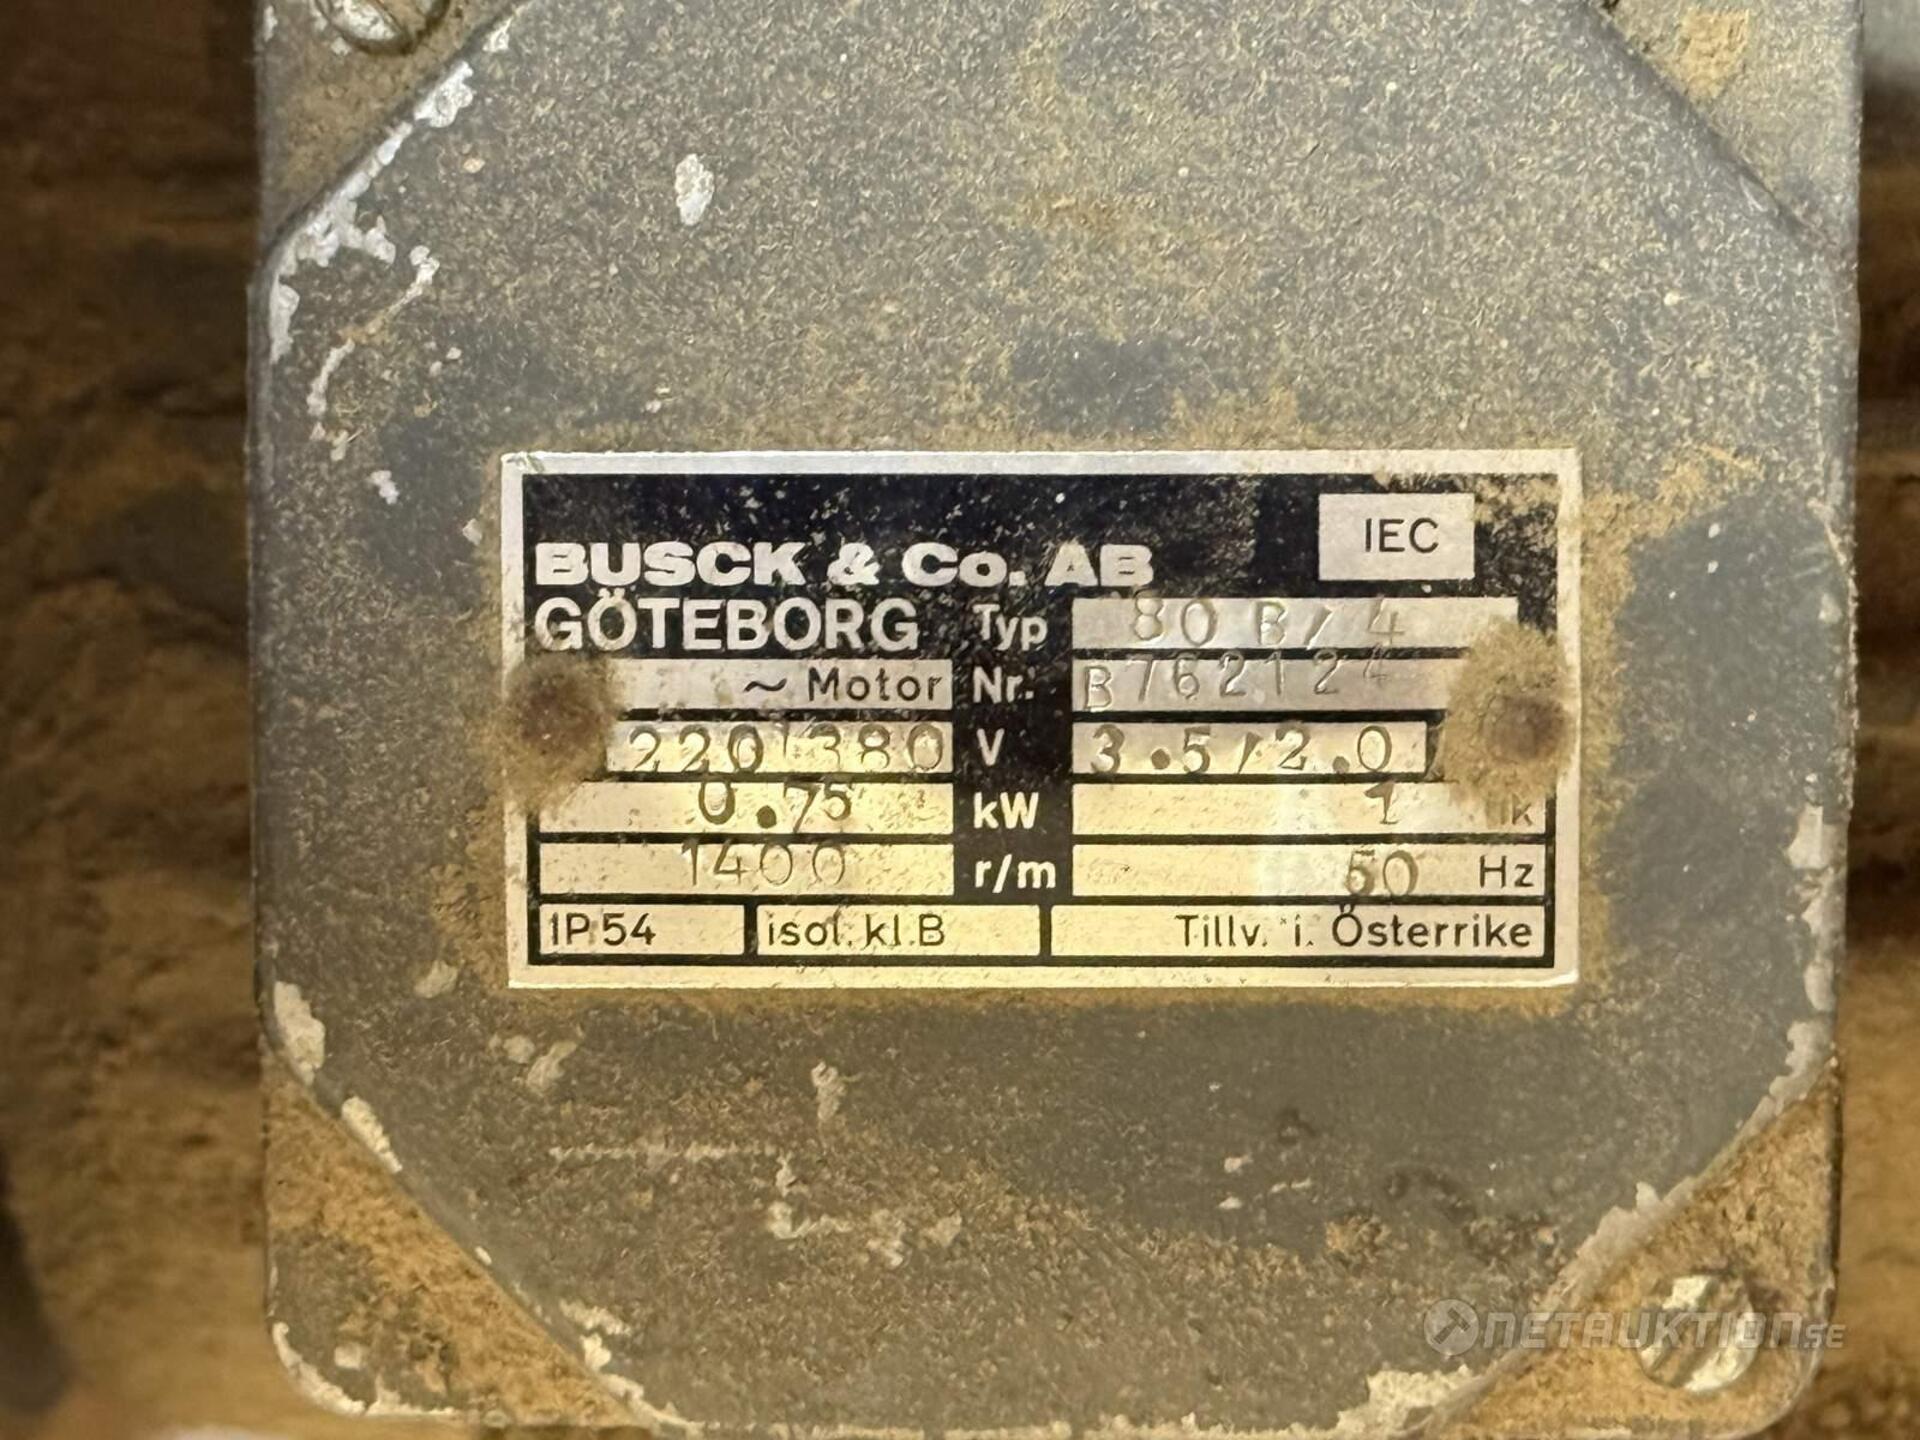 IEC
BUSCK & Co. AB
GÖTEBORG Typ 80 B/4
~ Motor Nr. B762124
220/380 V 3.5/2.0
0.75 kW 1 hk
1400 r/m 50 Hz
IP 54 isol. kl. B Tillv. i. Österrike
NETAUKTION.SE